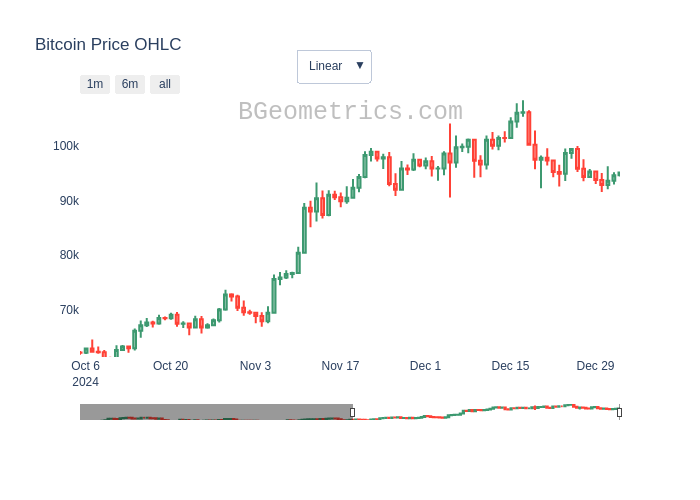 Bitcoin Price OHLC
Linear ▼
1m 6m all
BGeometrics.com
100k
90k
80k
70k
Oct 6 Oct 20 Nov 3 Nov 17 Dec 1 Dec 15 Dec 29
2024